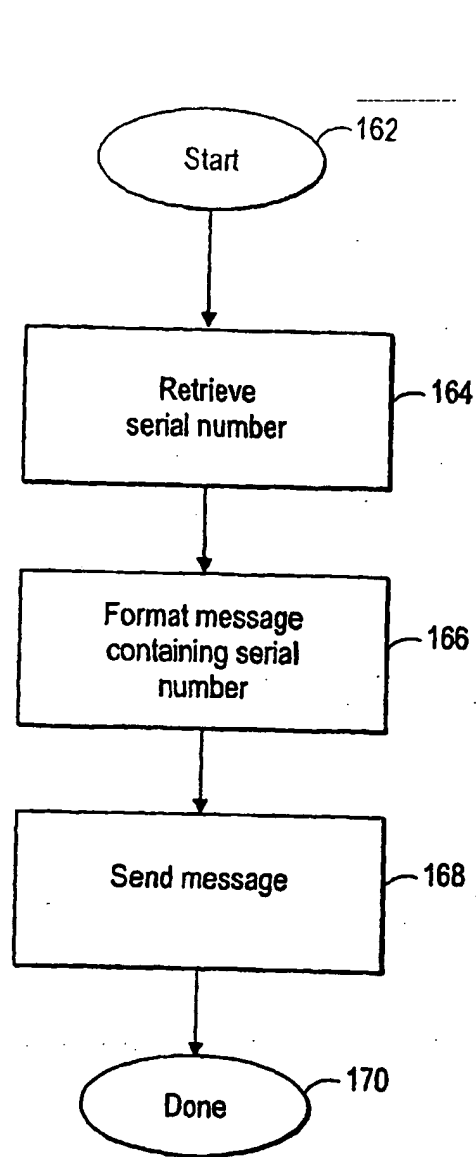 Start
162
Retrieve
serial number
164
Format message
containing serial
number
166
Send message
168
Done
170